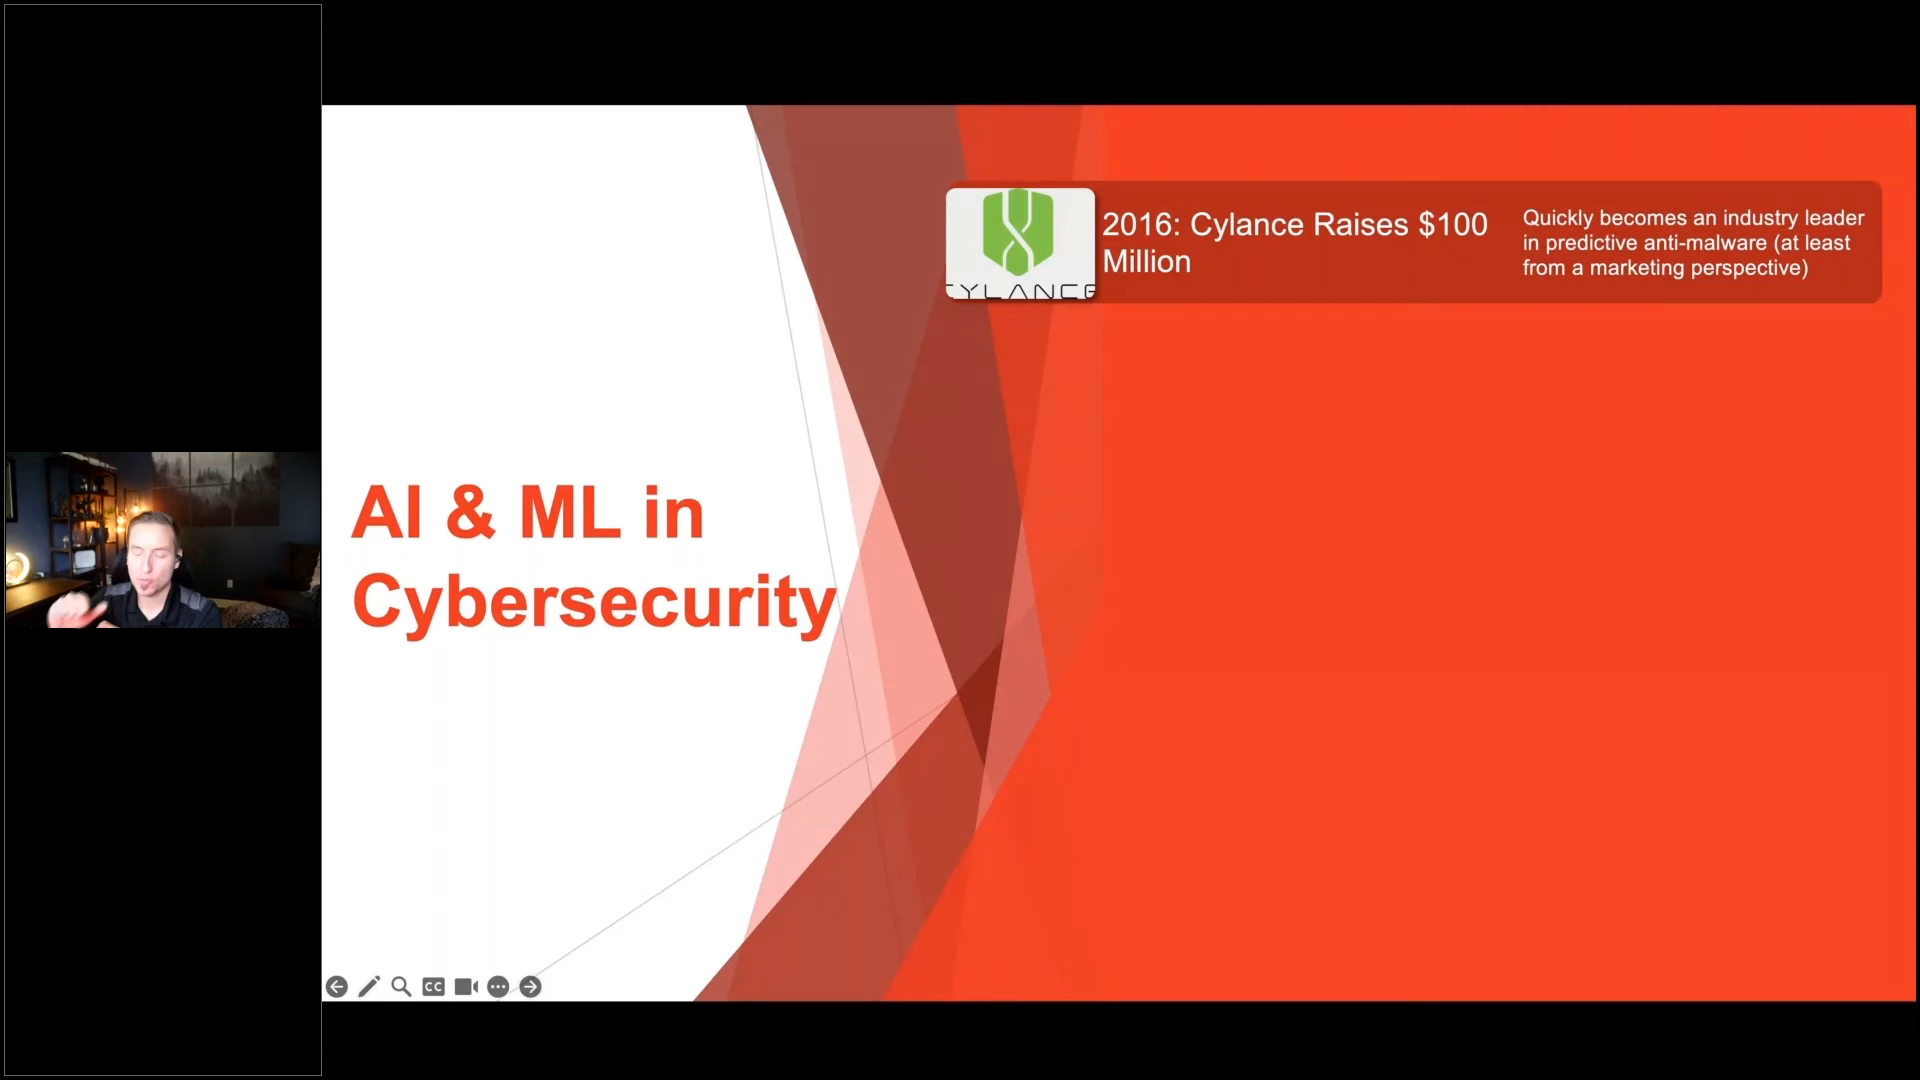 AI & ML in
Cybersecurity
CYLANCE
2016: Cylance Raises $100
Million
Quickly becomes an industry leader
in predictive anti-malware (at least
from a marketing perspective)
CC